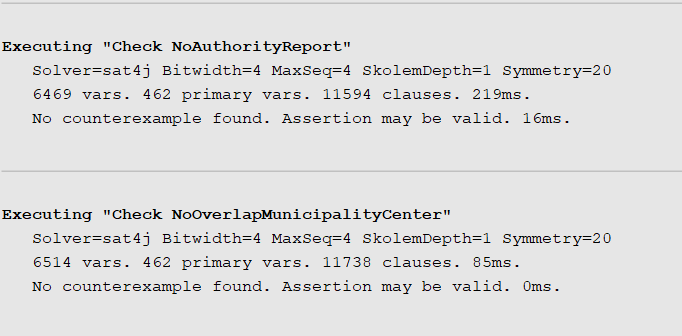 Executing "Check NoAuthorityReport"
Solver=sat4j Bitwidth=4 MaxSeq=4 SkolemDepth=1 Symmetry=20
6469 vars. 462 primary vars. 11594 clauses. 219ms.
No counterexample found. Assertion may be valid. 16ms.
Executing "Check NoOverlapMunicipalityCenter"
Solver=sat4j Bitwidth=4 MaxSeq=4 SkolemDepth=1 Symmetry=20
6514 vars. 462 primary vars. 11738 clauses. 85ms.
No counterexample found. Assertion may be valid. 0ms.